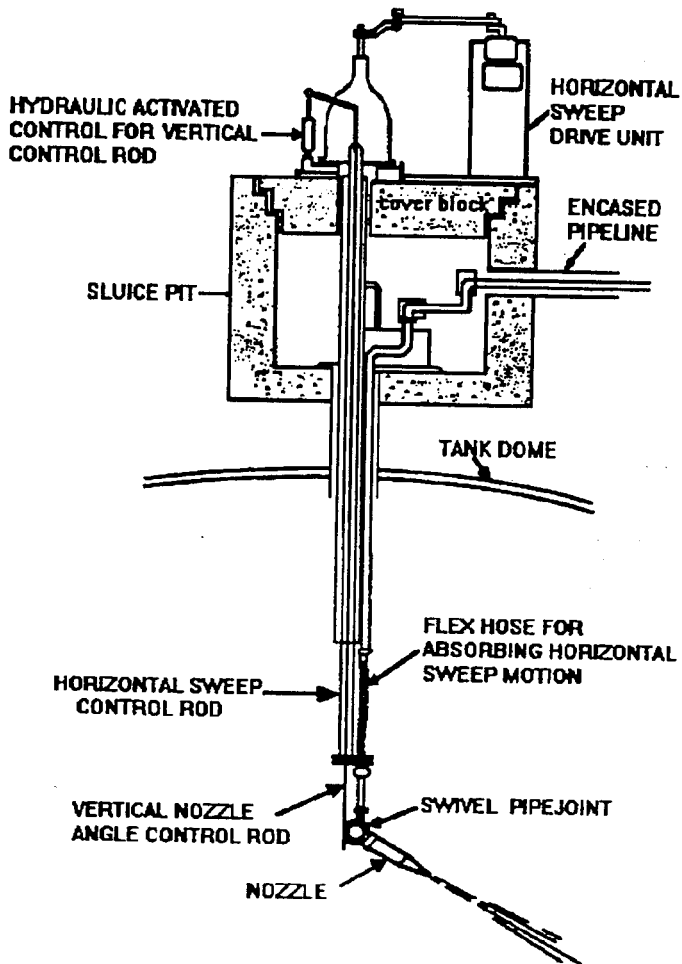 HYDRAULIC ACTIVATED
CONTROL FOR VERTICAL
CONTROL ROD
HORIZONTAL
SWEEP
DRIVE UNIT
cover block
ENCASED
PIPELINE
SLUICE PIT
TANK DOME
FLEX HOSE FOR
ABSORBING HORIZONTAL
SWEEP MOTION
HORIZONTAL SWEEP
CONTROL ROD
VERTICAL NOZZLE
ANGLE CONTROL ROD
SWIVEL PIPEJOINT
NOZZLE